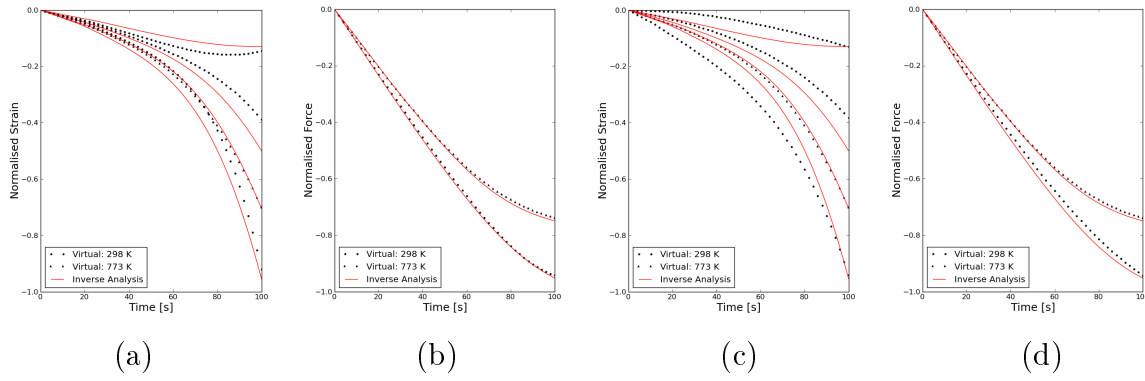 0.0
−0.2
−0.4
−0.6
−0.8
−1.0
Normalised Strain
Virtual: 298 K
Virtual: 773 K
Inverse Analysis
0 20 40 60 80 100
Time [s]
(a)
0.0
−0.2
−0.4
−0.6
−0.8
−1.0
Normalised Force
Virtual: 298 K
Virtual: 773 K
Inverse Analysis
0 20 40 60 80 100
Time [s]
(b)
0.0
−0.2
−0.4
−0.6
−0.8
−1.0
Normalised Strain
Virtual: 298 K
Virtual: 773 K
Inverse Analysis
0 20 40 60 80 100
Time [s]
(c)
0.0
−0.2
−0.4
−0.6
−0.8
−1.0
Normalised Force
Virtual: 298 K
Virtual: 773 K
Inverse Analysis
0 20 40 60 80 100
Time [s]
(d)